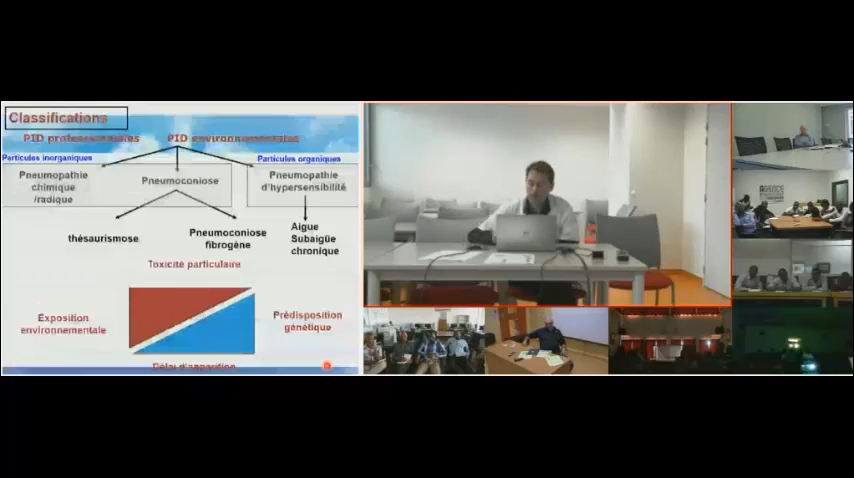 Classifications
PID professionnelles PID environnementales
Particules inorganiques
Particules organiques
Pneumopathie
chimique
/radique
Pneumoconiose
Pneumopathie
d'hypersensibilité
thésaurismose
Pneumoconiose
fibrogène
Aigue
Subaigüe
chronique
Toxicité particulaire
Exposition
environnementale
Prédisposition
génétique
Délai d'apparition
AGENCE